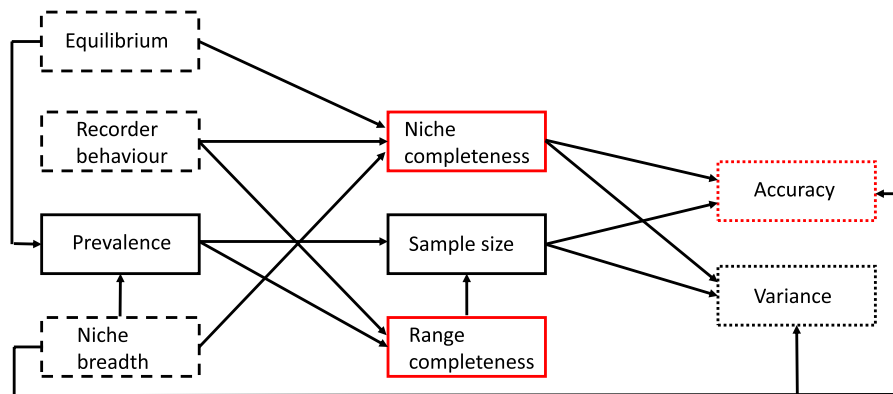 Equilibrium
Recorder
behaviour
Prevalence
Niche
breadth
Niche
completeness
Sample size
Range
completeness
Accuracy
Variance